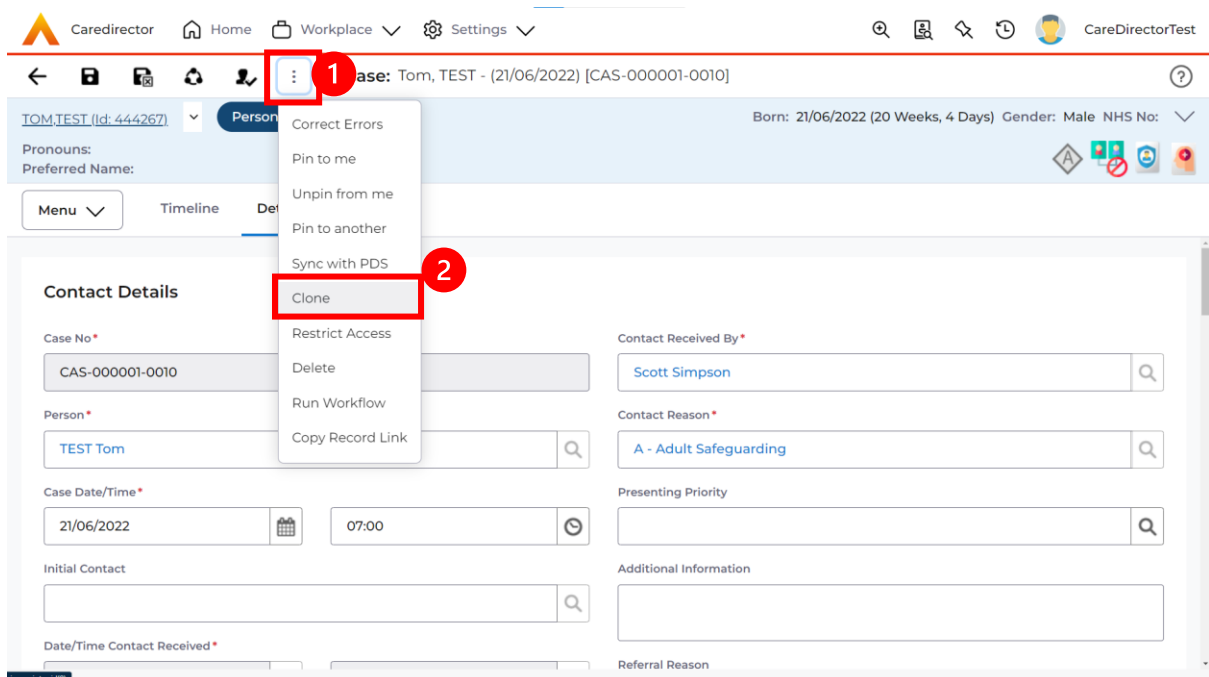 Caredirector Home Workplace Settings CareDirectorTest
1 ase: Tom, TEST - (21/06/2022) [CAS-000001-0010]
TOM,TEST (Id: 444267) Person Born: 21/06/2022 (20 Weeks, 4 Days) Gender: Male NHS No:
Pronouns:
Preferred Name:
Menu Timeline Det
Correct Errors
Pin to me
Unpin from me
Pin to another
Sync with PDS
2
Clone
Restrict Access
Delete
Run Workflow
Copy Record Link
Contact Details
Case No*
CAS-000001-0010
Person*
TEST Tom
Case Date/Time*
21/06/2022 07:00
Initial Contact
Date/Time Contact Received*
Contact Received By*
Scott Simpson
Contact Reason*
A - Adult Safeguarding
Presenting Priority
Additional Information
Referral Reason